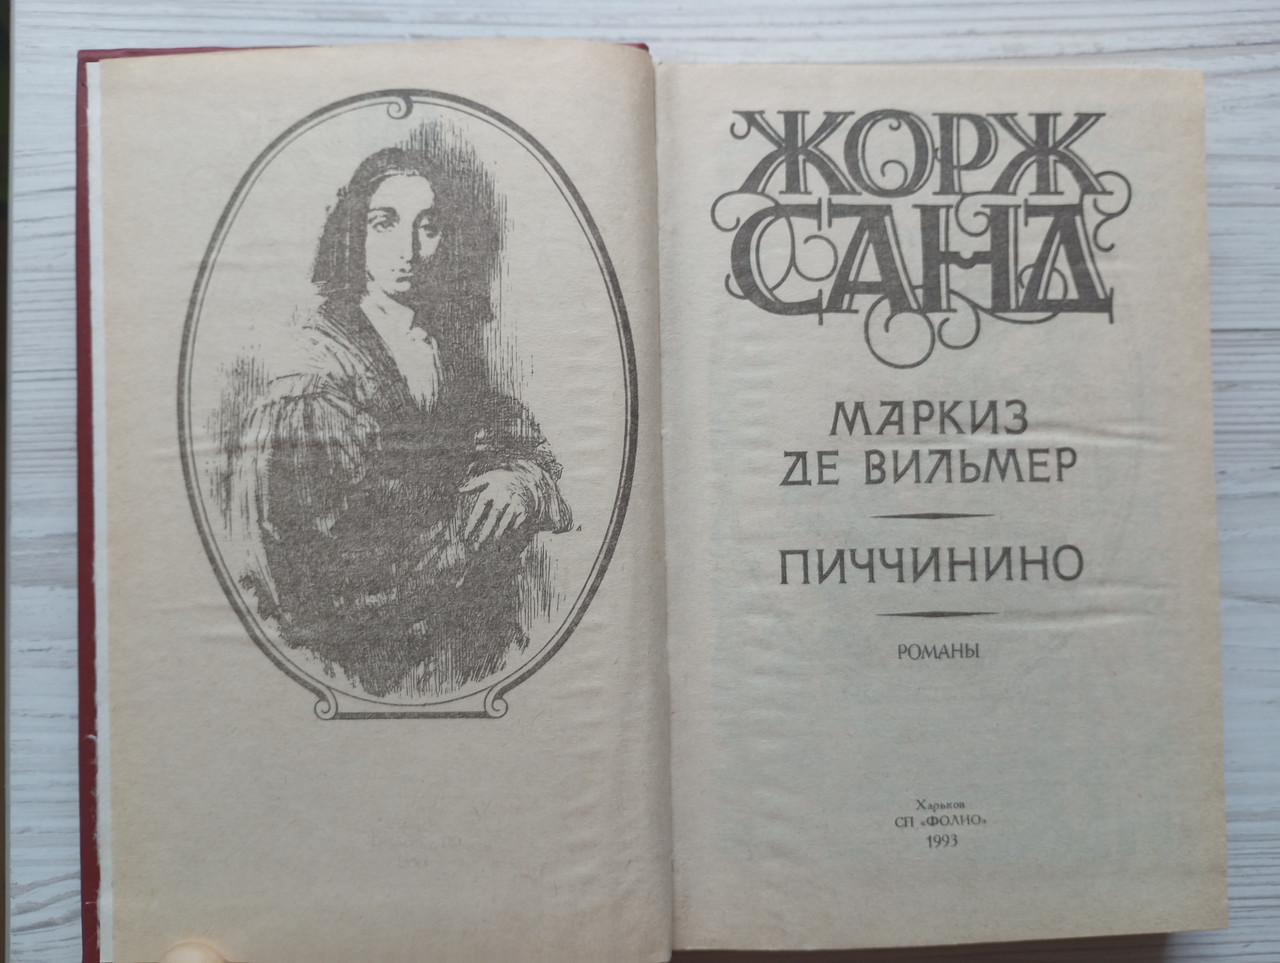 ЖОРЖ
САНД
МАРКИЗ
ДЕ ВИЛЬМЕР
ПИЧЧИНИНО
РОМАНЫ
Харьков
СП «ФОЛИО»
1993